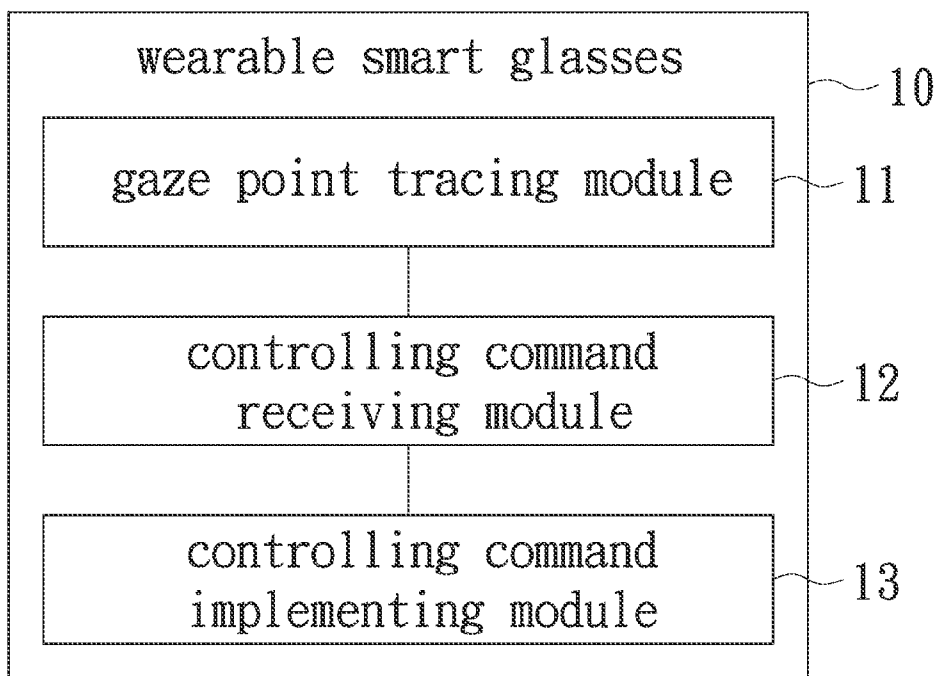 wearable smart glasses
10
gaze point tracing module
11
controlling command
receiving module
12
controlling command
implementing module
13